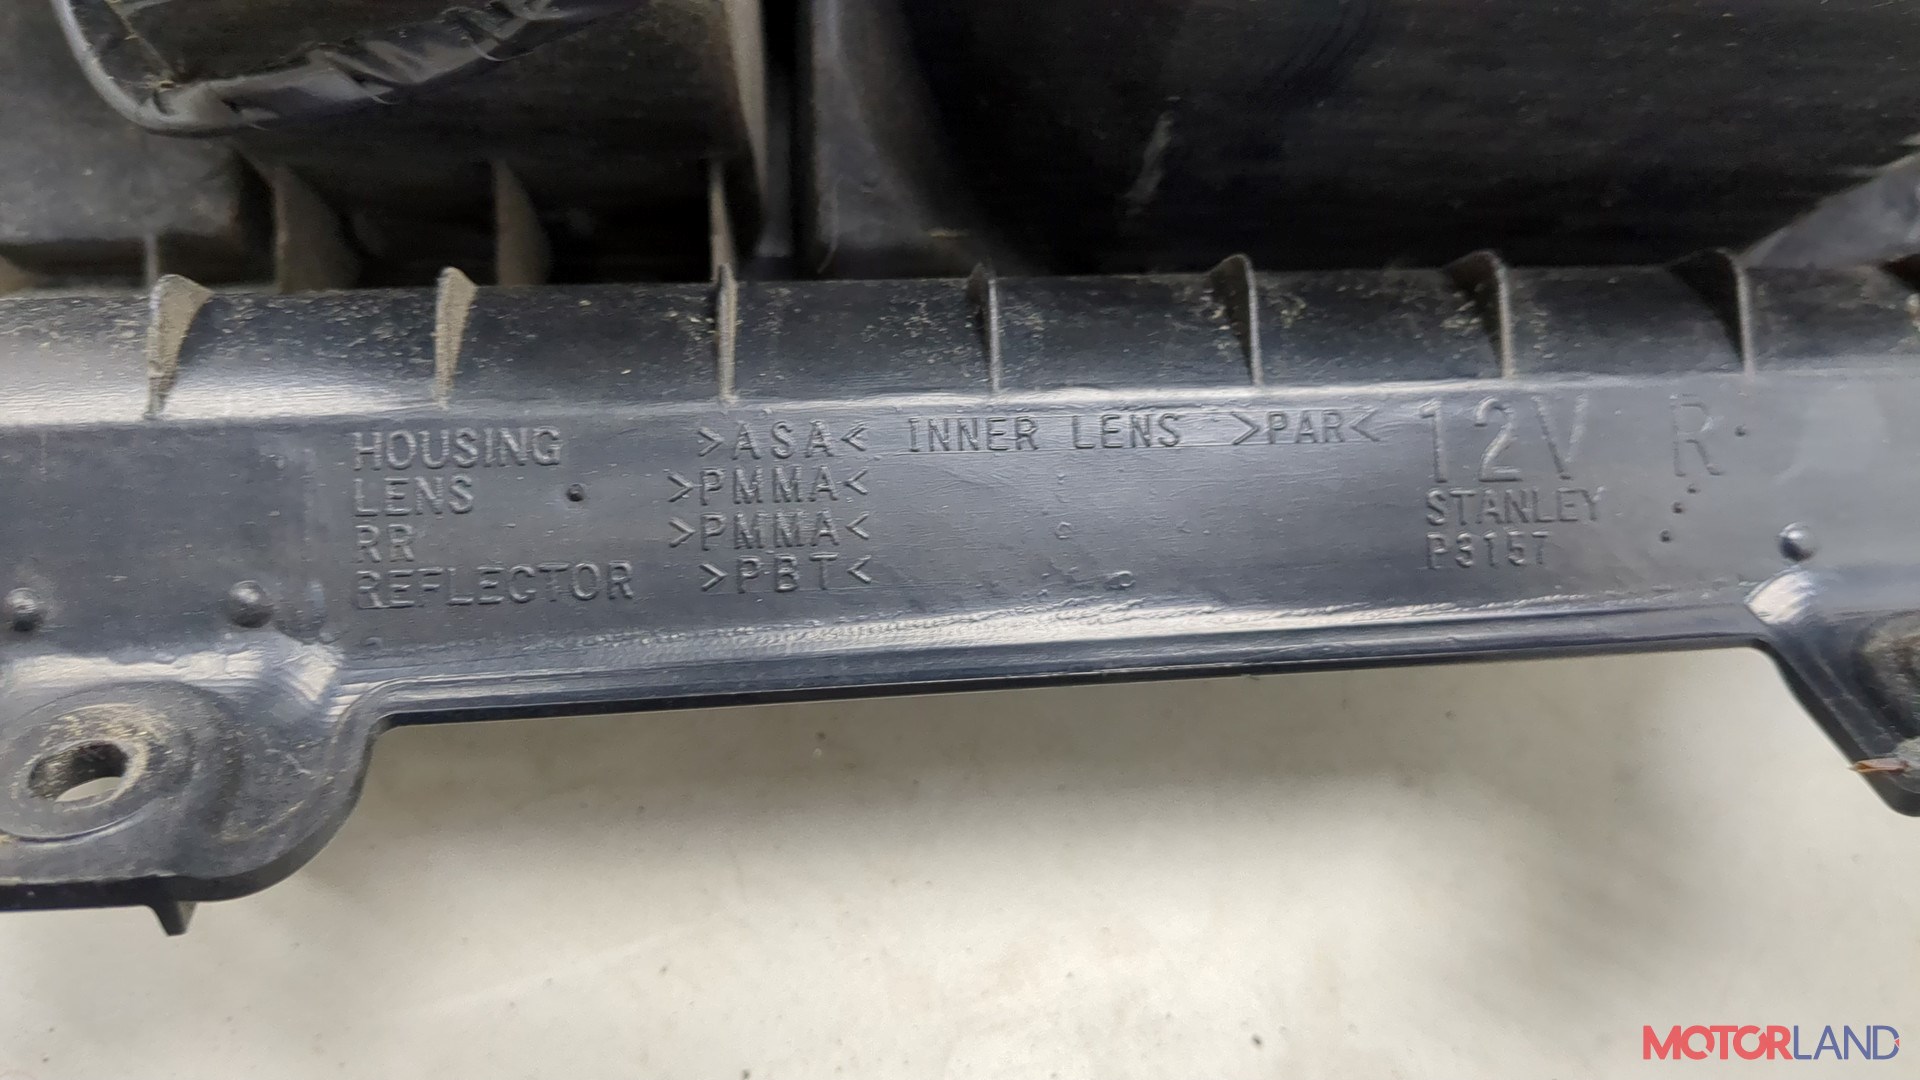 HOUSING >ASA< INNER LENS >PAR< 12V R
LENS >PMMA< STANLEY
RR >PMMA< P3157
REFLECTOR >PBT<
MOTORLAND